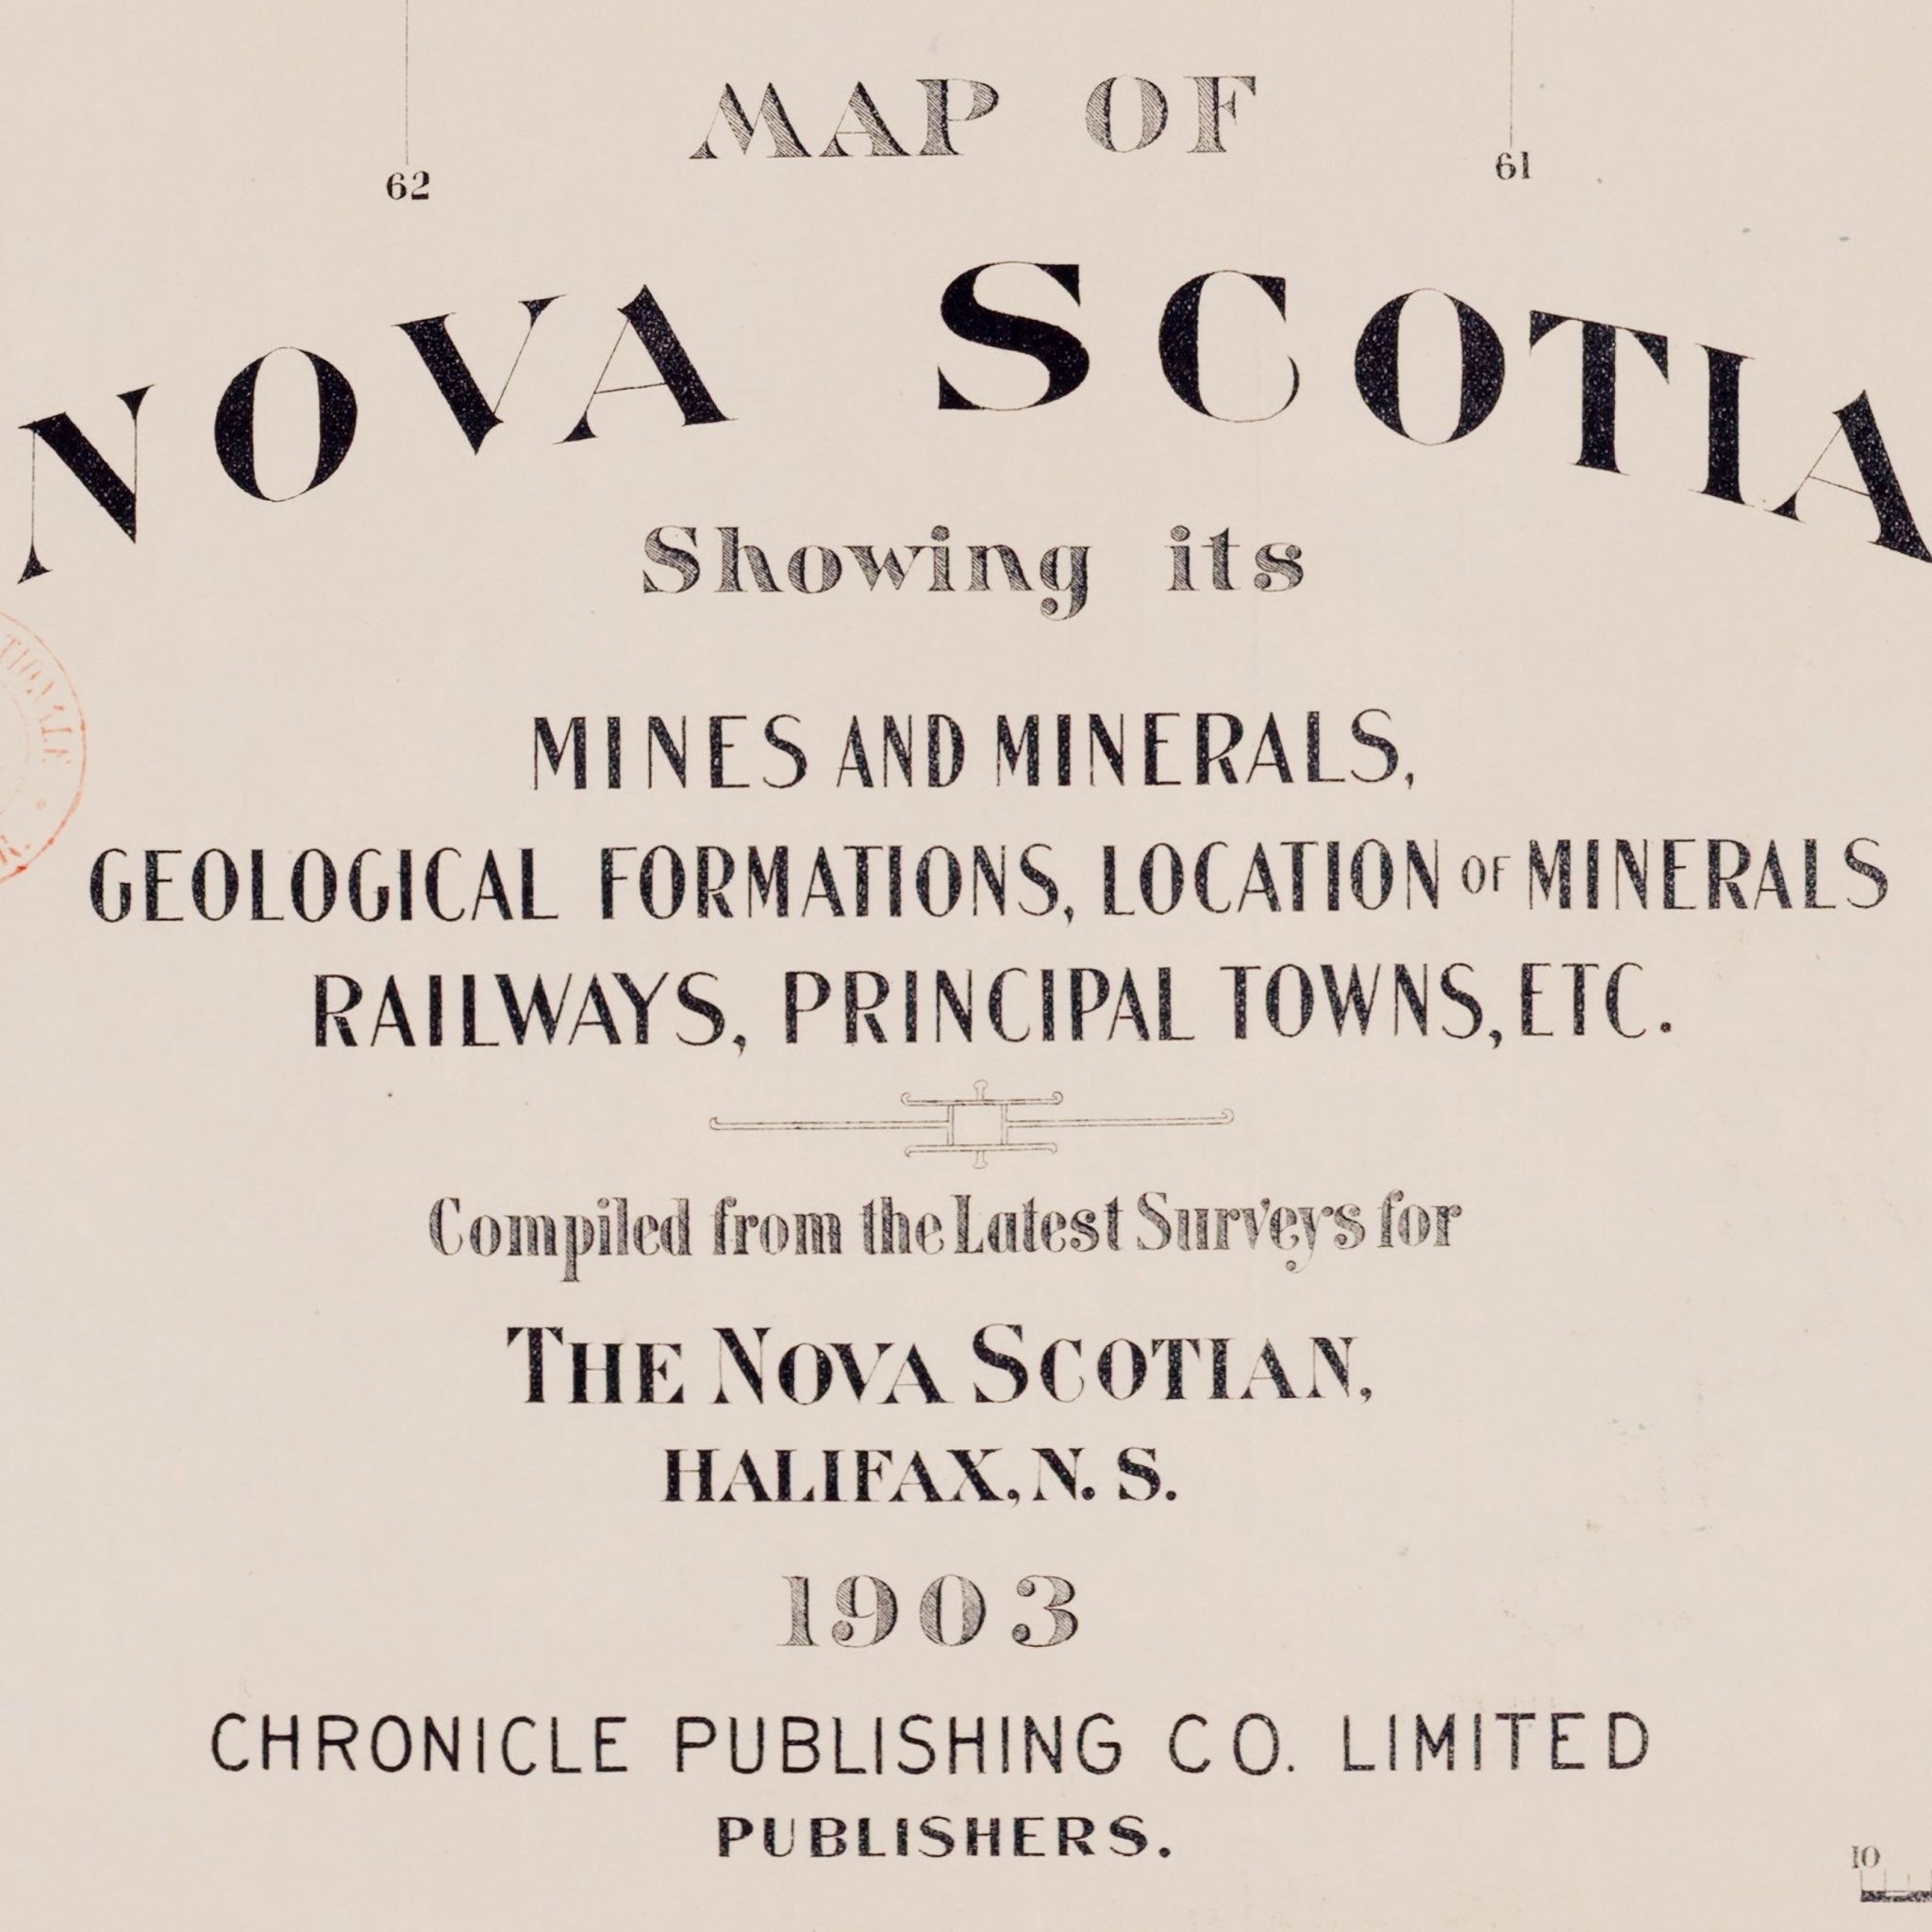 MAP OF
62
61
NOVA SCOTIA
Showing its
TIONALE
MINES AND MINERALS,
GEOLOGICAL FORMATIONS, LOCATION OF MINERALS
RAILWAYS, PRINCIPAL TOWNS, ETC.
Compiled from the Latest Surveys for
THE NOVA SCOTIAN,
HALIFAX, N. S.
1903
CHRONICLE PUBLISHING CO. LIMITED
PUBLISHERS.
10